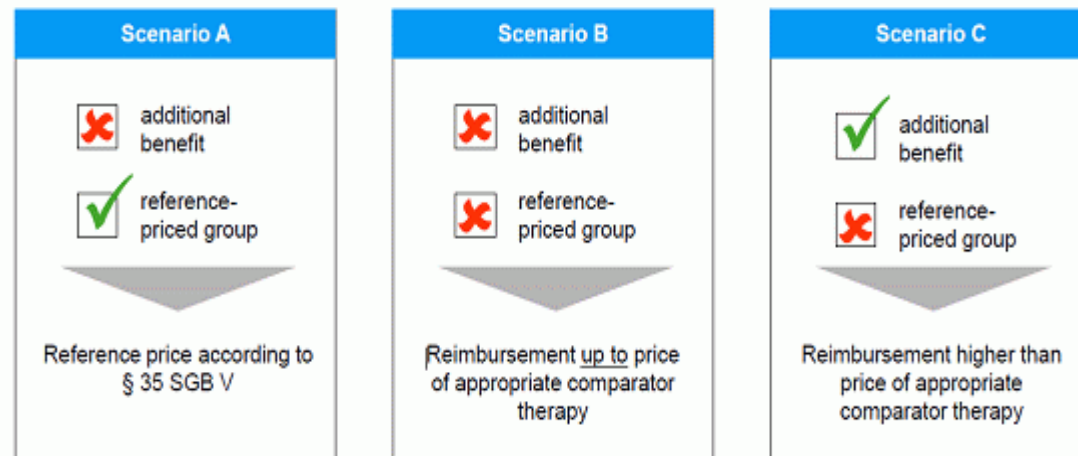 Scenario A
additional
benefit
reference-
priced group
Reference price according to
§ 35 SGB V
Scenario B
additional
benefit
reference-
priced group
Reimbursement up to price
of appropriate comparator
therapy
Scenario C
additional
benefit
reference-
priced group
Reimbursement higher than
price of appropriate
comparator therapy